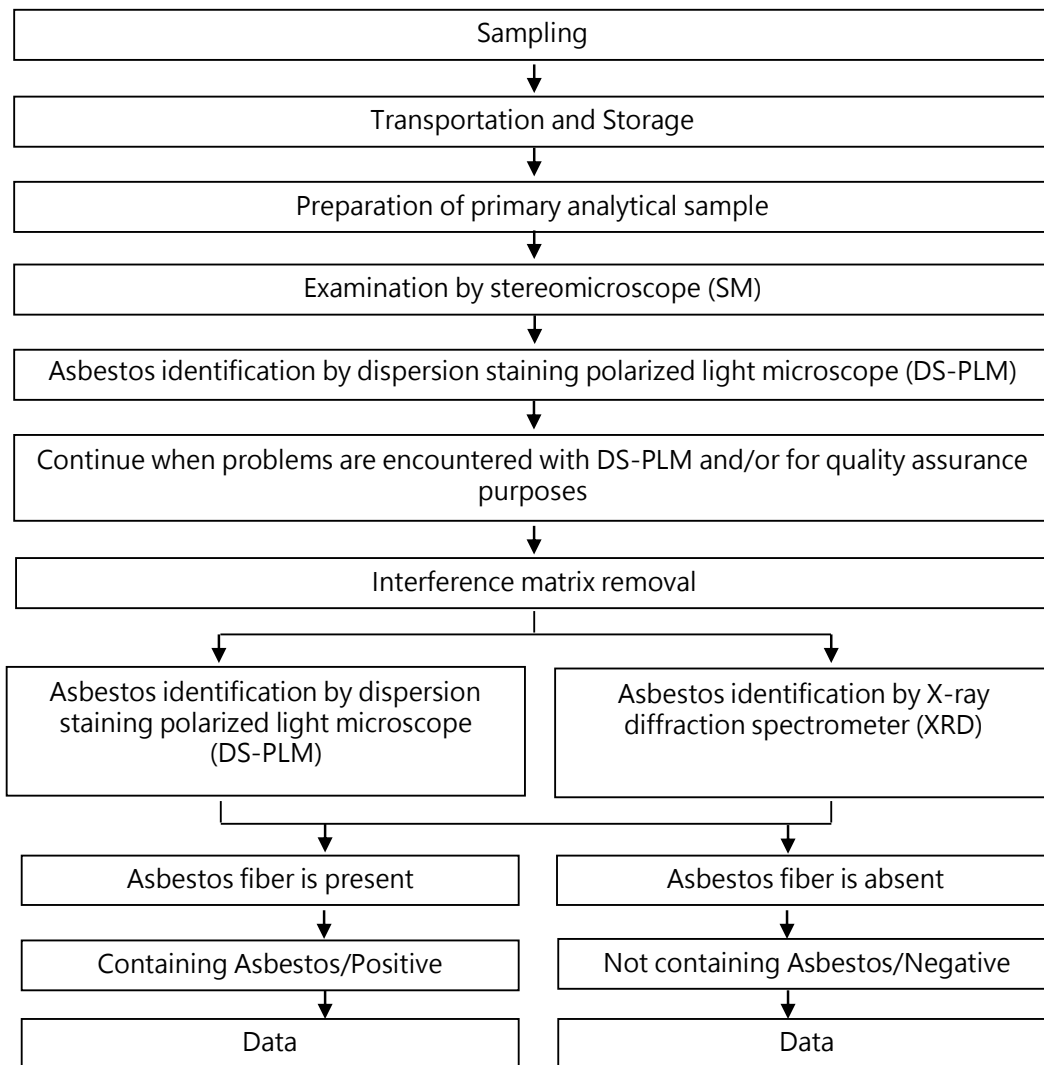 Sampling
Transportation and Storage
Preparation of primary analytical sample
Examination by stereomicroscope (SM)
Asbestos identification by dispersion staining polarized light microscope (DS-PLM)
Continue when problems are encountered with DS-PLM and/or for quality assurance
purposes
Interference matrix removal
Asbestos identification by dispersion
staining polarized light microscope
(DS-PLM)
Asbestos identification by X-ray
diffraction spectrometer (XRD)
Asbestos fiber is present
Asbestos fiber is absent
Containing Asbestos/Positive
Not containing Asbestos/Negative
Data
Data